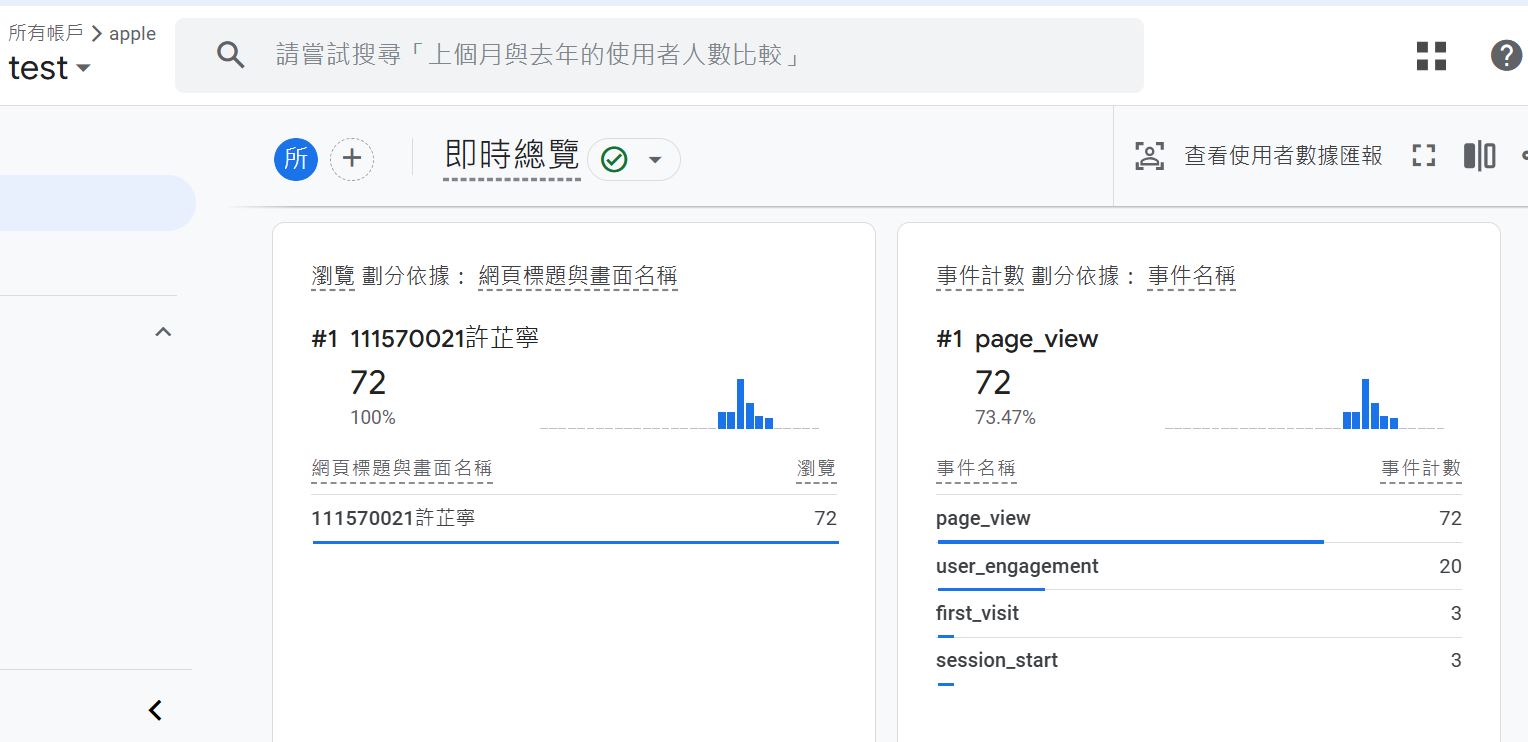 所有帳戶 > apple
test
請嘗試搜尋「上個月與去年的使用者人數比較」
所
即時總覽
查看使用者數據匯報
瀏覽 劃分依據： 網頁標題與畫面名稱
#1 111570021許芷寧
72
100%
網頁標題與畫面名稱 瀏覽
111570021許芷寧 72
事件計數 劃分依據： 事件名稱
#1 page_view
72
73.47%
事件名稱 事件計數
page_view 72
user_engagement 20
first_visit 3
session_start 3